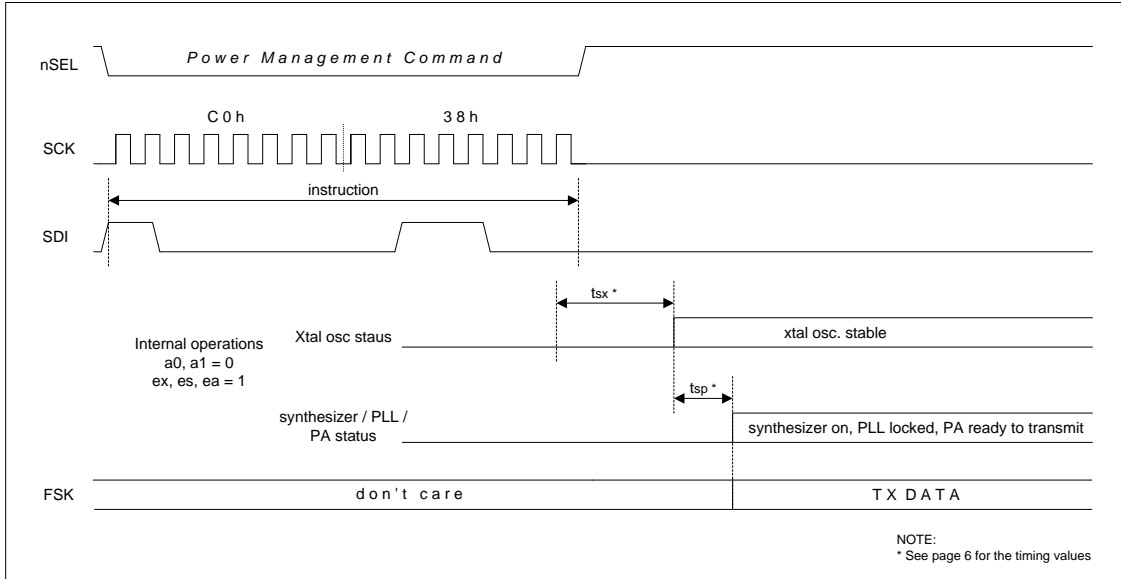 nSEL
Power Management Command
C0h
38h
SCK
instruction
SDI
tsx *
Xtal osc staus
xtal osc. stable
Internal operations
a0, a1 = 0
ex, es, ea = 1
tsp *
synthesizer / PLL /
PA status
synthesizer on, PLL locked, PA ready to transmit
FSK
don't care
TX DATA
NOTE:
* See page 6 for the timing values